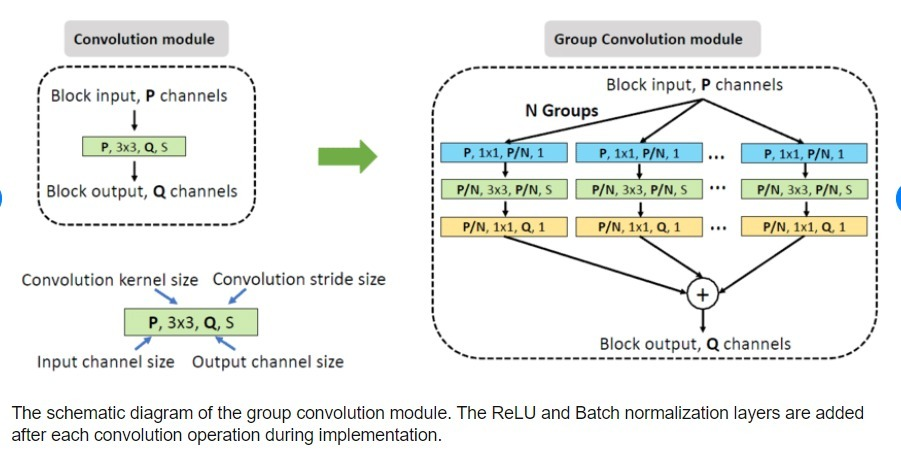 Convolution module
Block input, P channels
P, 3x3, Q, S
Block output, Q channels
Convolution kernel size
Convolution stride size
P, 3x3, Q, S
Input channel size
Output channel size
Group Convolution module
Block input, P channels
N Groups
P, 1x1, P/N, 1
P, 1x1, P/N, 1
...
P, 1x1, P/N, 1
P/N, 3x3, P/N, S
P/N, 3x3, P/N, S
...
P/N, 3x3, P/N, S
P/N, 1x1, Q, 1
P/N, 1x1, Q, 1
...
P/N, 1x1, Q, 1
+
Block output, Q channels
The schematic diagram of the group convolution module. The ReLU and Batch normalization layers are added
after each convolution operation during implementation.